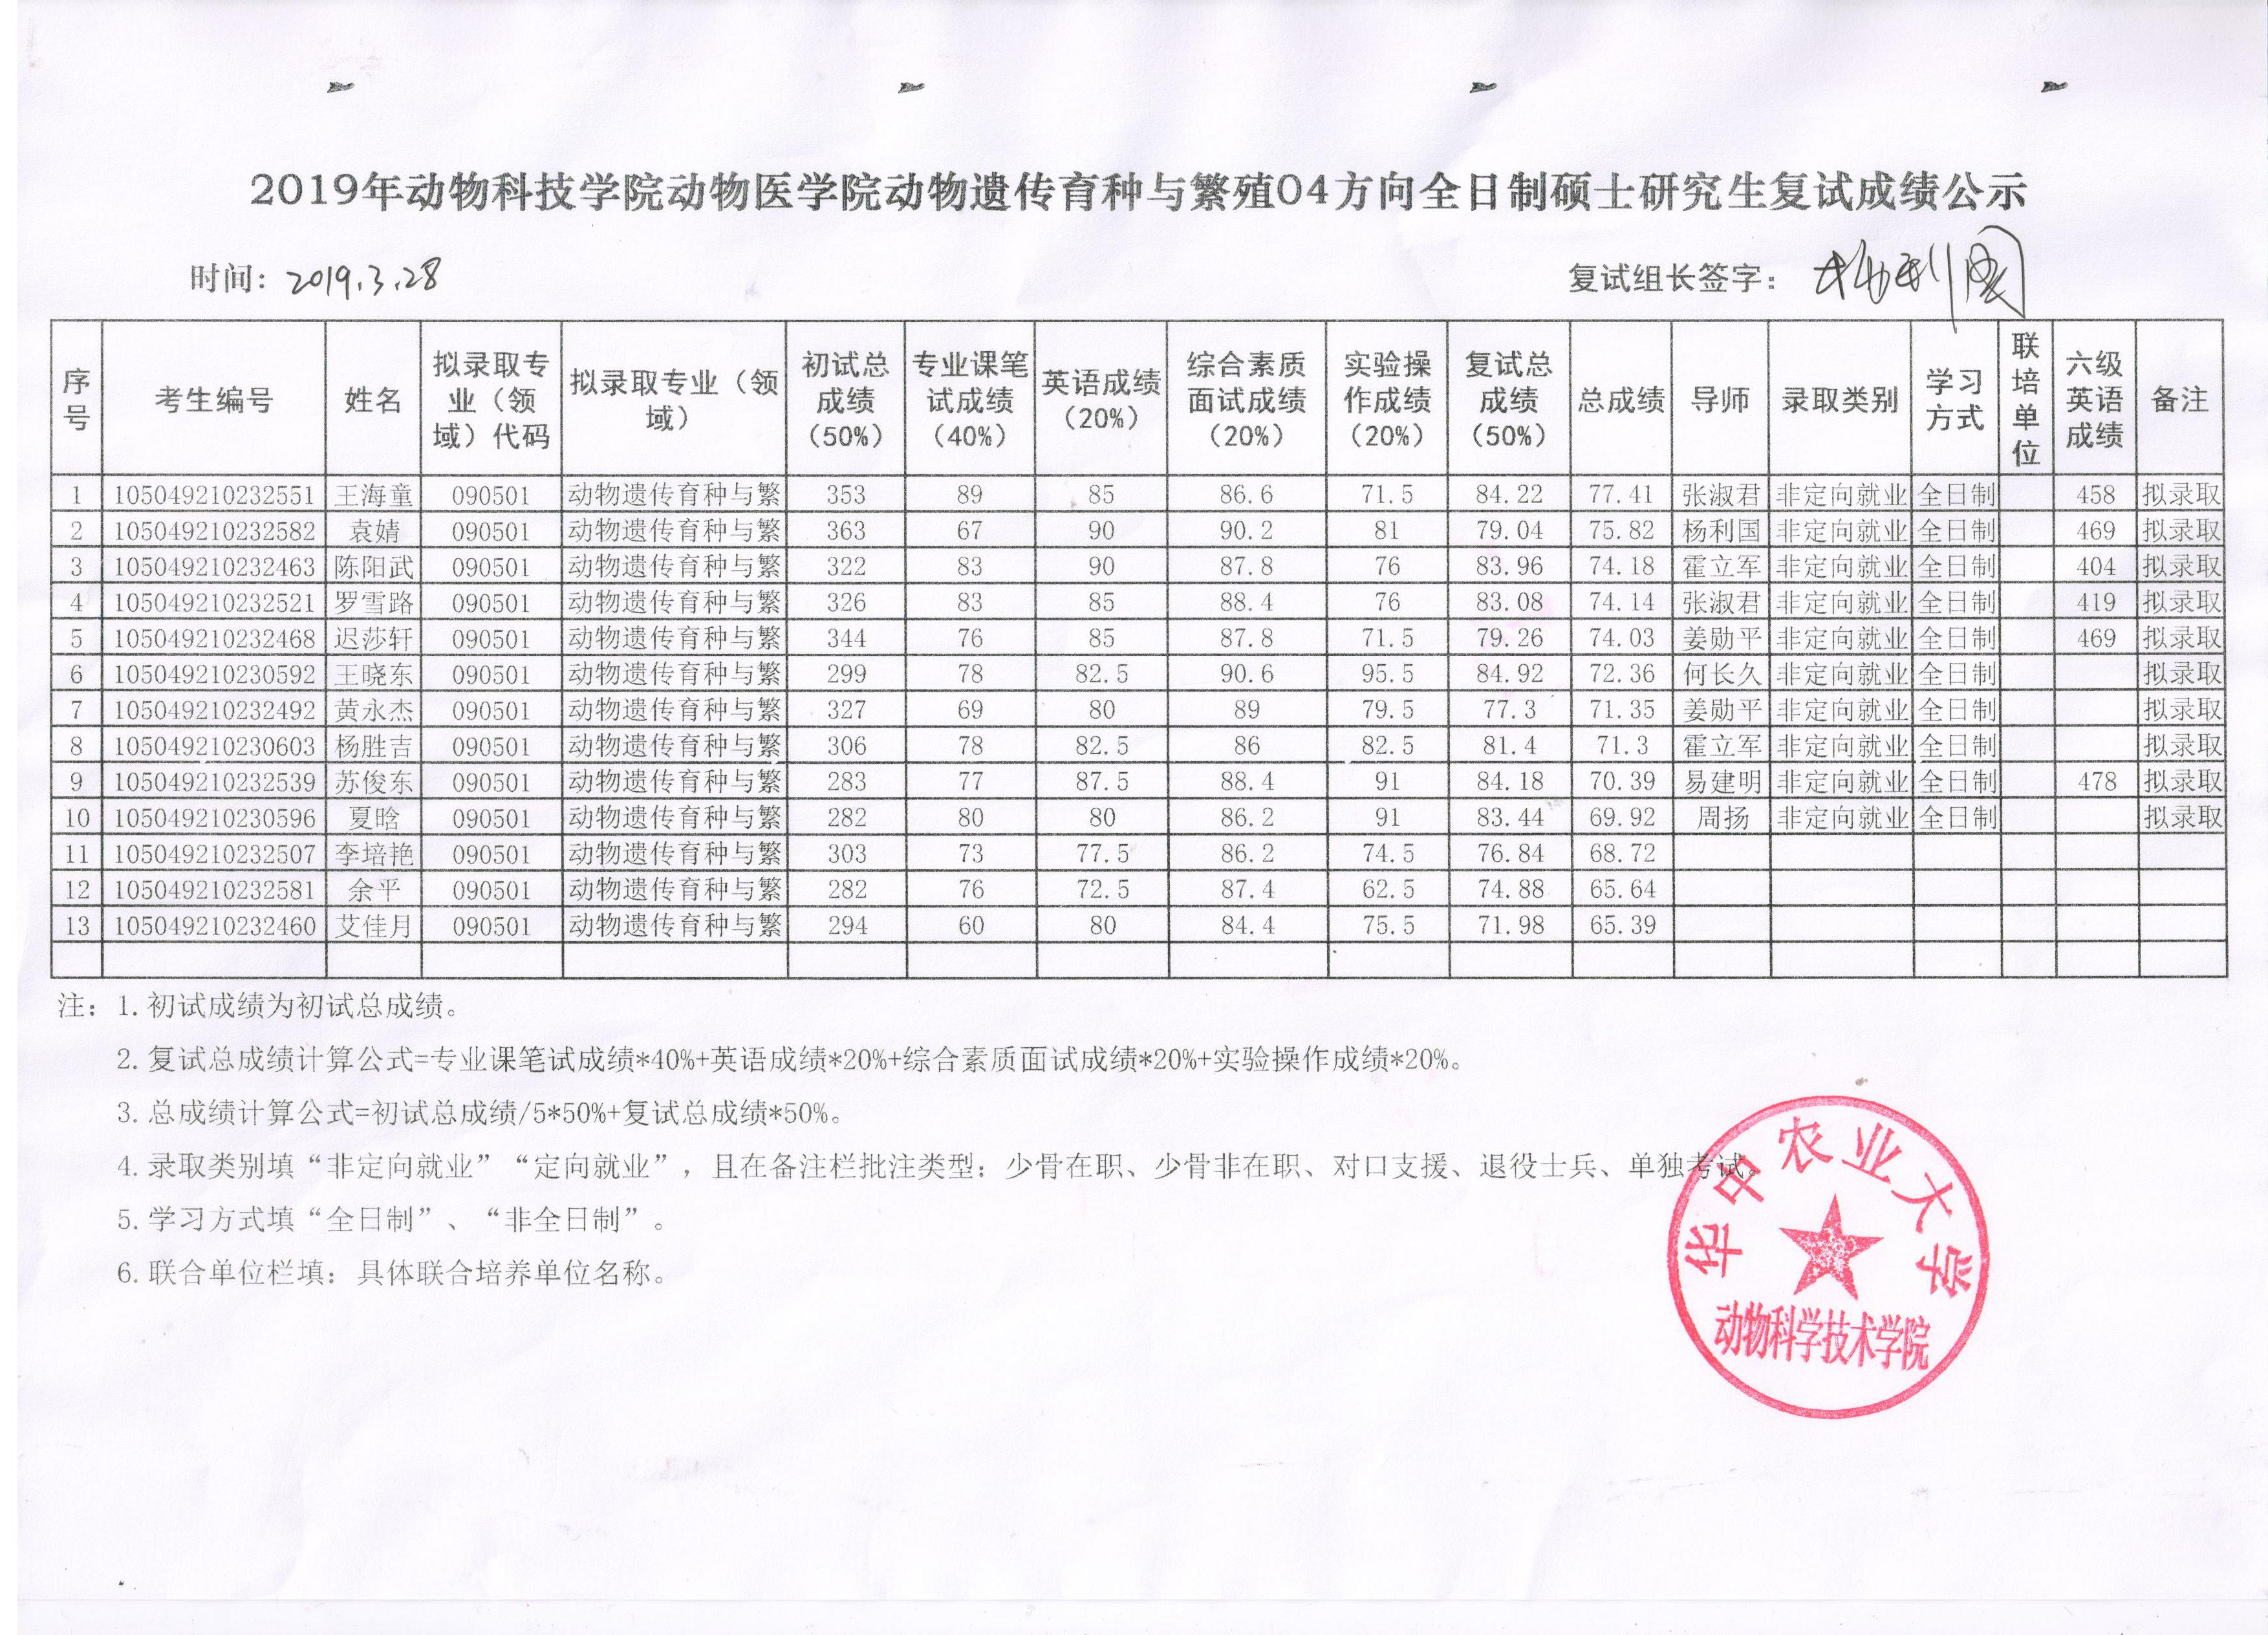 2019年动物科技学院动物医学院动物遗传育种与繁殖04方向全日制硕士研究生复试成绩公示
时间：2019.3.28 复试组长签字：杨利国
序号 考生编号 姓名 拟录取专业（领域）代码 拟录取专业（领域） 初试总成绩（50%） 专业课笔试成绩（40%） 英语成绩（20%） 综合素质面试成绩（20%） 实验操作成绩（20%） 复试总成绩（50%） 总成绩 导师 录取类别 学习方式 联培单位 六级英语成绩 备注
1 105049210232551 王海童 090501 动物遗传育种与繁 353 89 85 86.6 71.5 84.22 77.41 张淑君 非定向就业 全日制 458 拟录取
2 105049210232582 袁婧 090501 动物遗传育种与繁 363 67 90 90.2 81 79.04 75.82 杨利国 非定向就业 全日制 469 拟录取
3 105049210232463 陈阳武 090501 动物遗传育种与繁 322 83 90 87.8 76 83.96 74.18 霍立军 非定向就业 全日制 404 拟录取
4 105049210232521 罗雪路 090501 动物遗传育种与繁 326 83 85 88.4 76 83.08 74.14 张淑君 非定向就业 全日制 419 拟录取
5 105049210232468 迟莎轩 090501 动物遗传育种与繁 344 76 85 87.8 71.5 79.26 74.03 姜勋平 非定向就业 全日制 469 拟录取
6 105049210230592 王晓东 090501 动物遗传育种与繁 299 78 82.5 90.6 95.5 84.92 72.36 何长久 非定向就业 全日制 拟录取
7 105049210232492 黄永杰 090501 动物遗传育种与繁 327 69 80 89 79.5 77.3 71.35 姜勋平 非定向就业 全日制 拟录取
8 105049210230603 杨胜吉 090501 动物遗传育种与繁 306 78 82.5 86 82.5 81.4 71.3 霍立军 非定向就业 全日制 拟录取
9 105049210232539 苏俊东 090501 动物遗传育种与繁 283 77 87.5 88.4 91 84.18 70.39 易建明 非定向就业 全日制 478 拟录取
10 105049210230596 夏晗 090501 动物遗传育种与繁 282 80 80 86.2 91 83.44 69.92 周扬 非定向就业 全日制 拟录取
11 105049210232507 李培艳 090501 动物遗传育种与繁 303 73 77.5 86.2 74.5 76.84 68.72
12 105049210232581 余平 090501 动物遗传育种与繁 282 76 72.5 87.4 62.5 74.88 65.64
13 105049210232460 艾佳月 090501 动物遗传育种与繁 294 60 80 84.4 75.5 71.98 65.39
注：1.初试成绩为初试总成绩。
2.复试总成绩计算公式=专业课笔试成绩*40%+英语成绩*20%+综合素质面试成绩*20%+实验操作成绩*20%。
3.总成绩计算公式=初试总成绩/5*50%+复试总成绩*50%。
4.录取类别填“非定向就业”“定向就业”，且在备注栏批注类型：少骨在职、少骨非在职、对口支援、退役士兵、单独考试。
5.学习方式填“全日制”、“非全日制”。
6.联合单位栏填：具体联合培养单位名称。
华中农业大学
动物科学技术学院